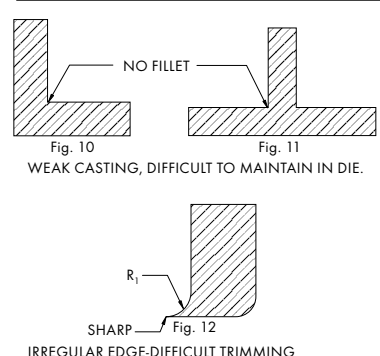 NO FILLET
Fig. 10
Fig. 11
WEAK CASTING, DIFFICULT TO MAINTAIN IN DIE.
R1
SHARP
Fig. 12
IRREGULAR EDGE-DIFFICULT TRIMMING